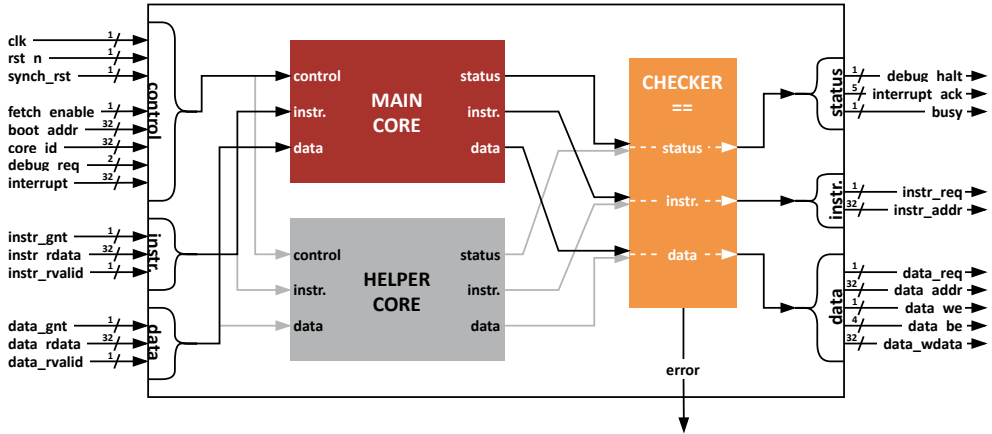 clk 1
rst_n 1
synch_rst 1
fetch_enable 1
boot_addr 32
core_id 32
debug_req 2
interrupt 32
control
instr_gnt 1
instr_rdata 32
instr_rvalid 1
instr.
data_gnt 1
data_rdata 32
data_rvalid 1
data
control
instr.
data
MAIN
CORE
status
instr.
data
control
instr.
data
HELPER
CORE
status
instr.
data
CHECKER
==
status
instr.
data
error
status
1 debug_halt
5 interrupt_ack
1 busy
instr.
1 instr_req
32 instr_addr
data
1 data_req
32 data_addr
1 data_we
4 data_be
32 data_wdata